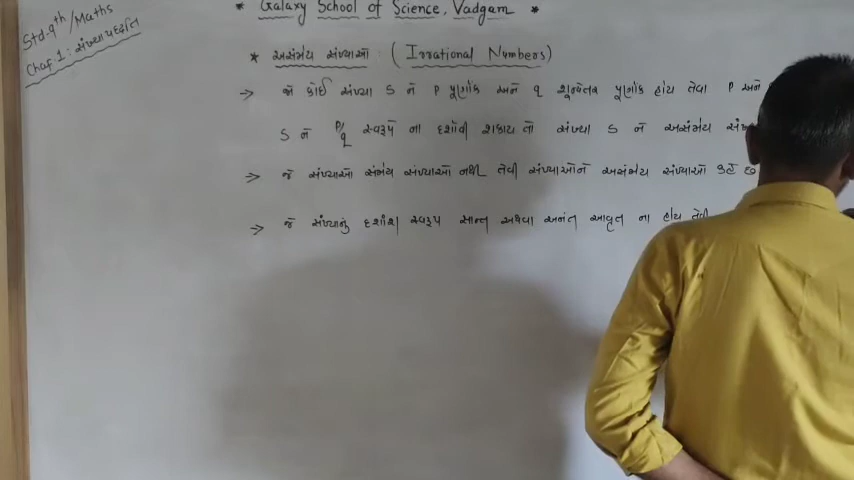 Std-9th / Maths
Chap 1: સંખ્યા પદ્ધતિ
* Galaxy School of Science, Vadgam *
* અસંમેય સંખ્યાઓ : ( Irrational Numbers )
→ જો કોઈ સંખ્યા S ને P પૂર્ણાંક અને q શૂન્યેતર પૂર્ણાંક હોય તેવા P અને
S ને P/q સ્વરૂપે ના દર્શાવી શકાય તો સંખ્યા S ને અસંમેય
→ જે સંખ્યાઓ સંમેય સંખ્યાઓ નથી તેવી સંખ્યાઓને અસંમેય સંખ્યાઓ કહે છે
→ જે સંખ્યાનું દશાંશ સ્વરૂપ સાન્ત અથવા અનંત આવૃત ના હોય તેવી